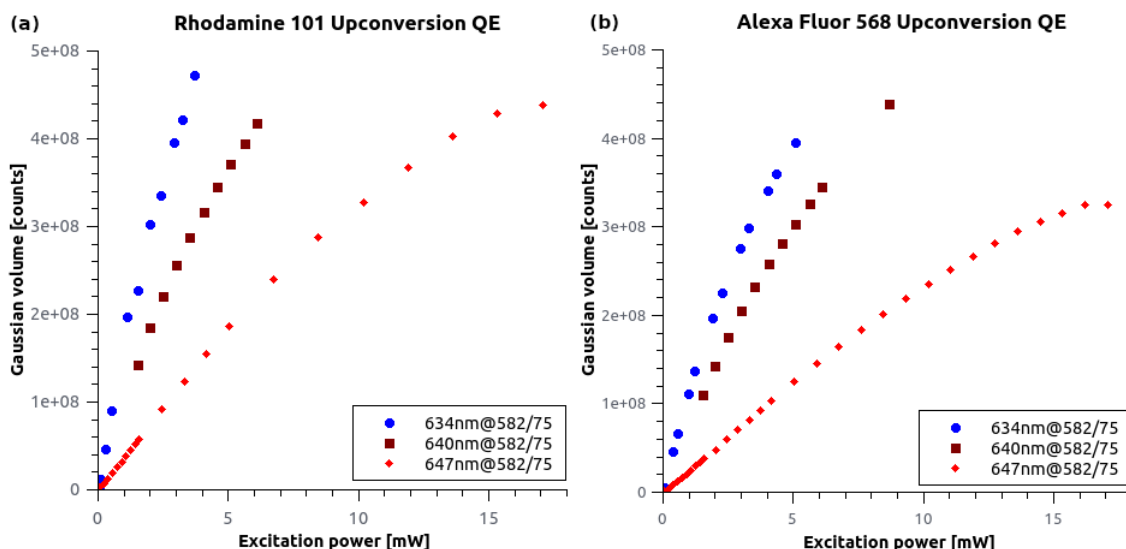 (a) Rhodamine 101 Upconversion QE
5e+08
4e+08
3e+08
2e+08
1e+08
0
Gaussian volume [counts]
634nm@582/75
640nm@582/75
647nm@582/75
0 5 10 15
Excitation power [mW]
(b) Alexa Fluor 568 Upconversion QE
5e+08
4e+08
3e+08
2e+08
1e+08
0
Gaussian volume [counts]
634nm@582/75
640nm@582/75
647nm@582/75
0 5 10 15
Excitation power [mW]